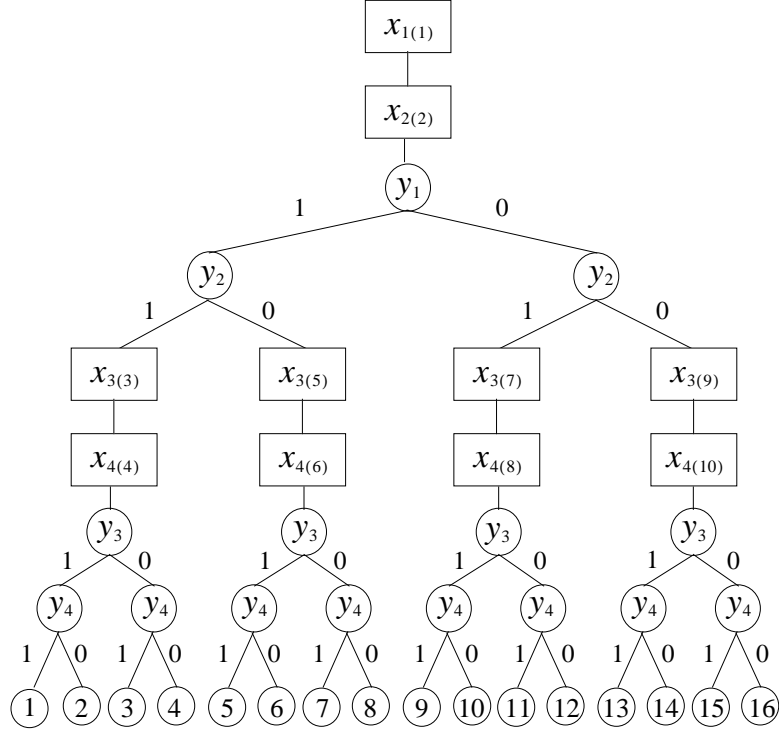 x1(1)
x2(2)
y1
1 0
y2 y2
1 0 1 0
x3(3) x3(5) x3(7) x3(9)
x4(4) x4(6) x4(8) x4(10)
y3 y3 y3 y3
1 0 1 0 1 0 1 0
y4 y4 y4 y4 y4 y4 y4 y4
1 0 1 0 1 0 1 0 1 0 1 0 1 0 1 0
1 2 3 4 5 6 7 8 9 10 11 12 13 14 15 16